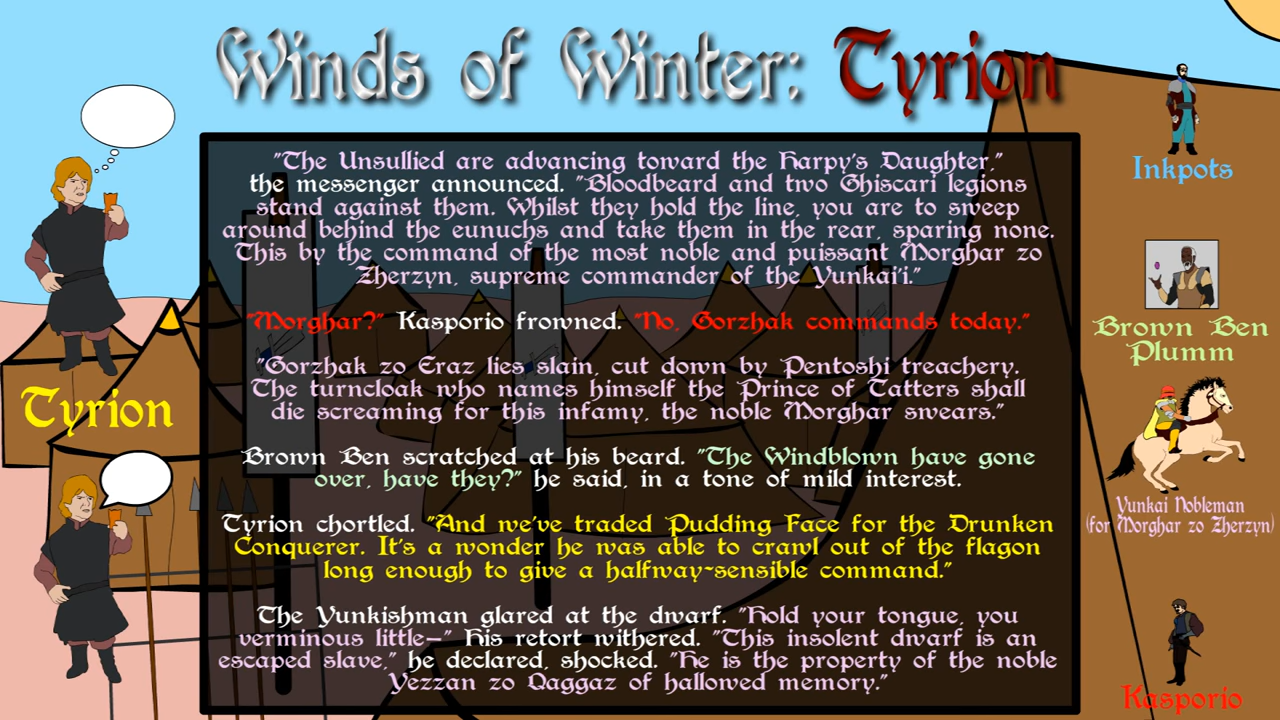 Winds of Winter: Tyrion
"The Unsullied are advancing toward the Harpy's Daughter,"
the messenger announced. "Bloodbeard and two Ghiscari legions
stand against them. Whilst they hold the line, you are to sweep
around behind the eunuchs and take them in the rear, sparing none.
This by the command of the most noble and puissant Morghar zo
Zherzyn, supreme commander of the Yunkai'i."
"Morghar?" Kasporio frowned. "No, Gorzhak commands today."
"Gorzhak zo Eraz lies slain, cut down by Pentoshi treachery.
The turncloak who names himself the Prince of Tatters shall
die screaming for this infamy, the noble Morghar swears."
Brown Ben scratched at his beard. "The Windblown have gone
over, have they?" he said, in a tone of mild interest.
Tyrion chortled. "And we've traded Pudding Face for the Drunken
Conquerer. It's a wonder he was able to crawl out of the flagon
long enough to give a halfway-sensible command."
The Yunkishman glared at the dwarf. "Hold your tongue, you
verminous little—" His retort withered. "This insolent dwarf is an
escaped slave," he declared, shocked. "He is the property of the noble
Yezzan zo Qaggaz of hallowed memory."
Tyrion
Inkpots
Brown Ben
Plumm
Yunkai Nobleman
(for Morghar zo Zherzyn)
Kasporio